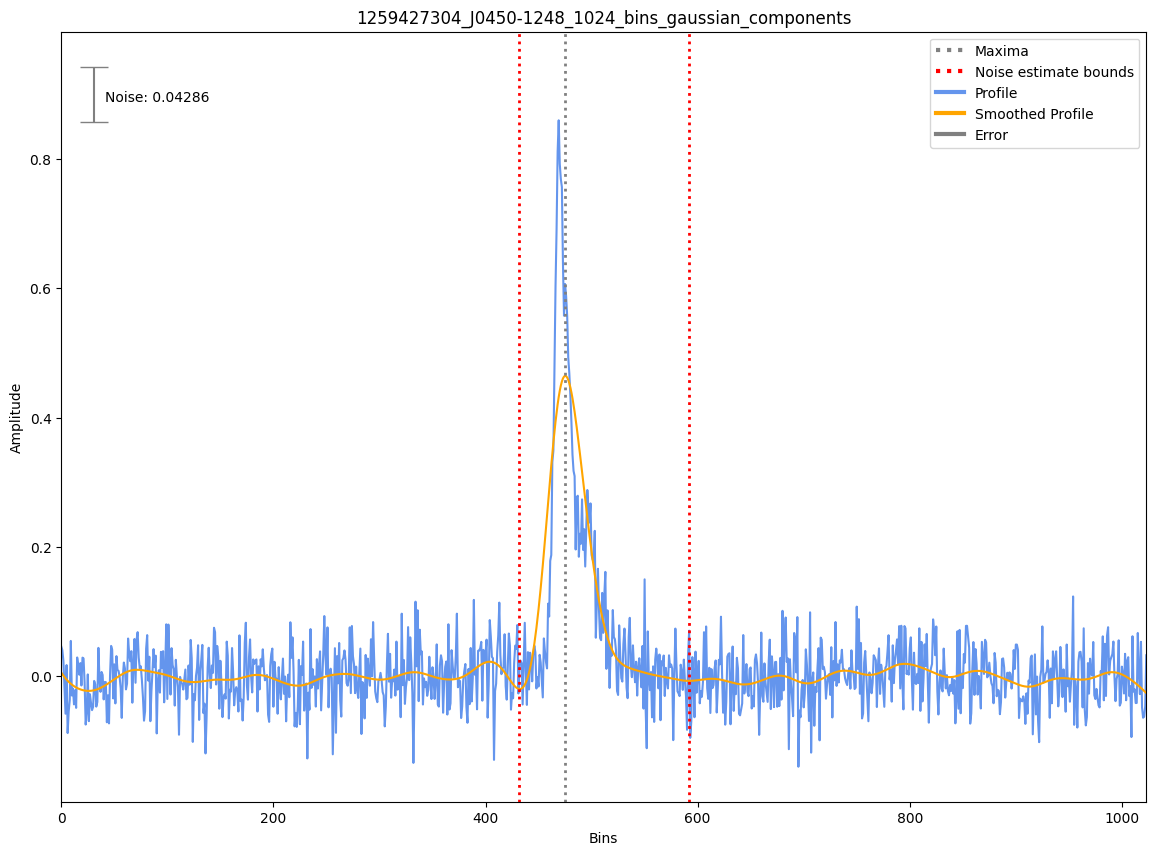 1259427304_J0450-1248_1024_bins_gaussian_components
Maxima
Noise estimate bounds
Profile
Smoothed Profile
Error
Noise: 0.04286
Amplitude
0.8
0.6
0.4
0.2
0.0
0
200
400
600
800
1000
Bins